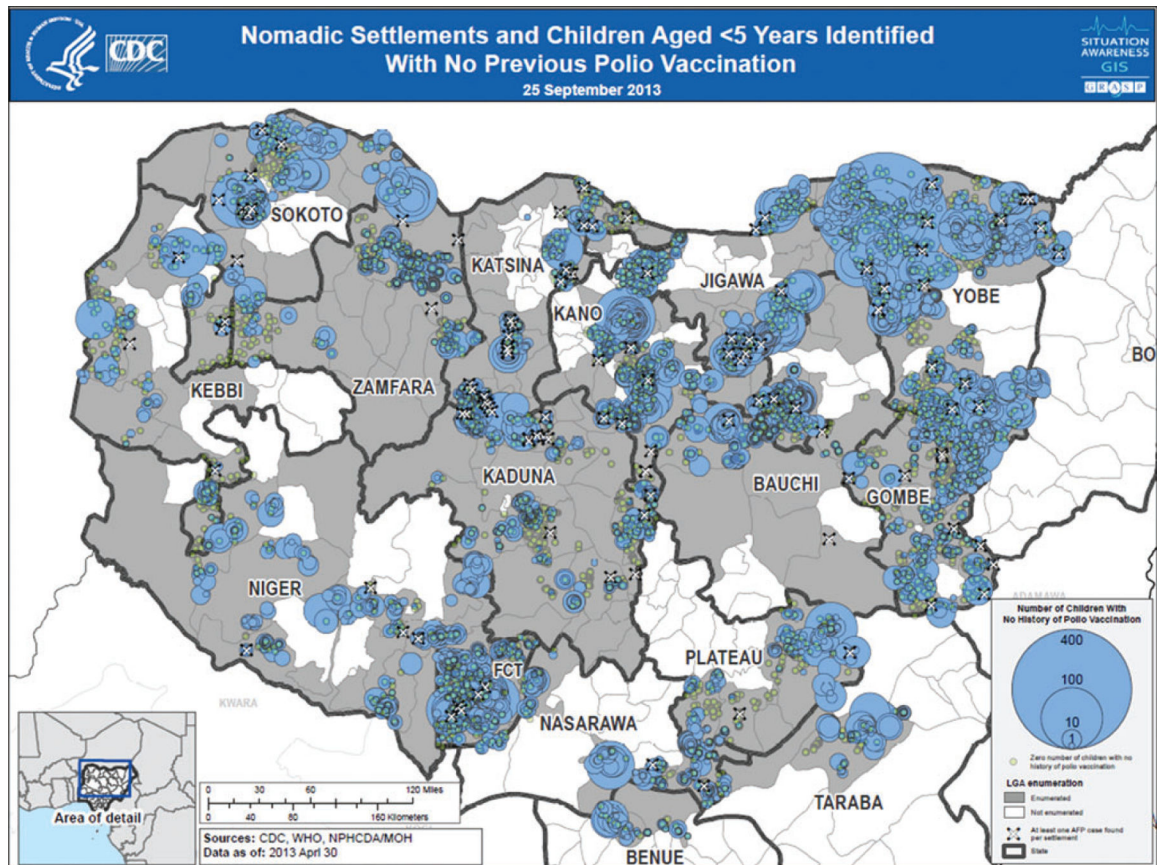 CDC
Nomadic Settlements and Children Aged <5 Years Identified
With No Previous Polio Vaccination
25 September 2013
SITUATION
AWARENESS
GIS
GRASP
SOKOTO
KATSINA
JIGAWA
YOBE
KANO
BO
KEBBI
ZAMFARA
KADUNA
BAUCHI
GOMBE
NIGER
ADAMAWA
PLATEAU
FCT
KWARA
NASARAWA
TARABA
BENUE
Number of Children With
No History of Polio Vaccination
400
100
10
1
Zero number of children with no
history of polio vaccination
LGA enumeration
Enumerated
Not enumerated
At least one AFP case found
per settlement
State
Area of detail
0 30 60 120 Miles
0 40 80 160 Kilometers
Sources: CDC, WHO, NPHCDA/MOH
Data as of: 2013 Aprl 30